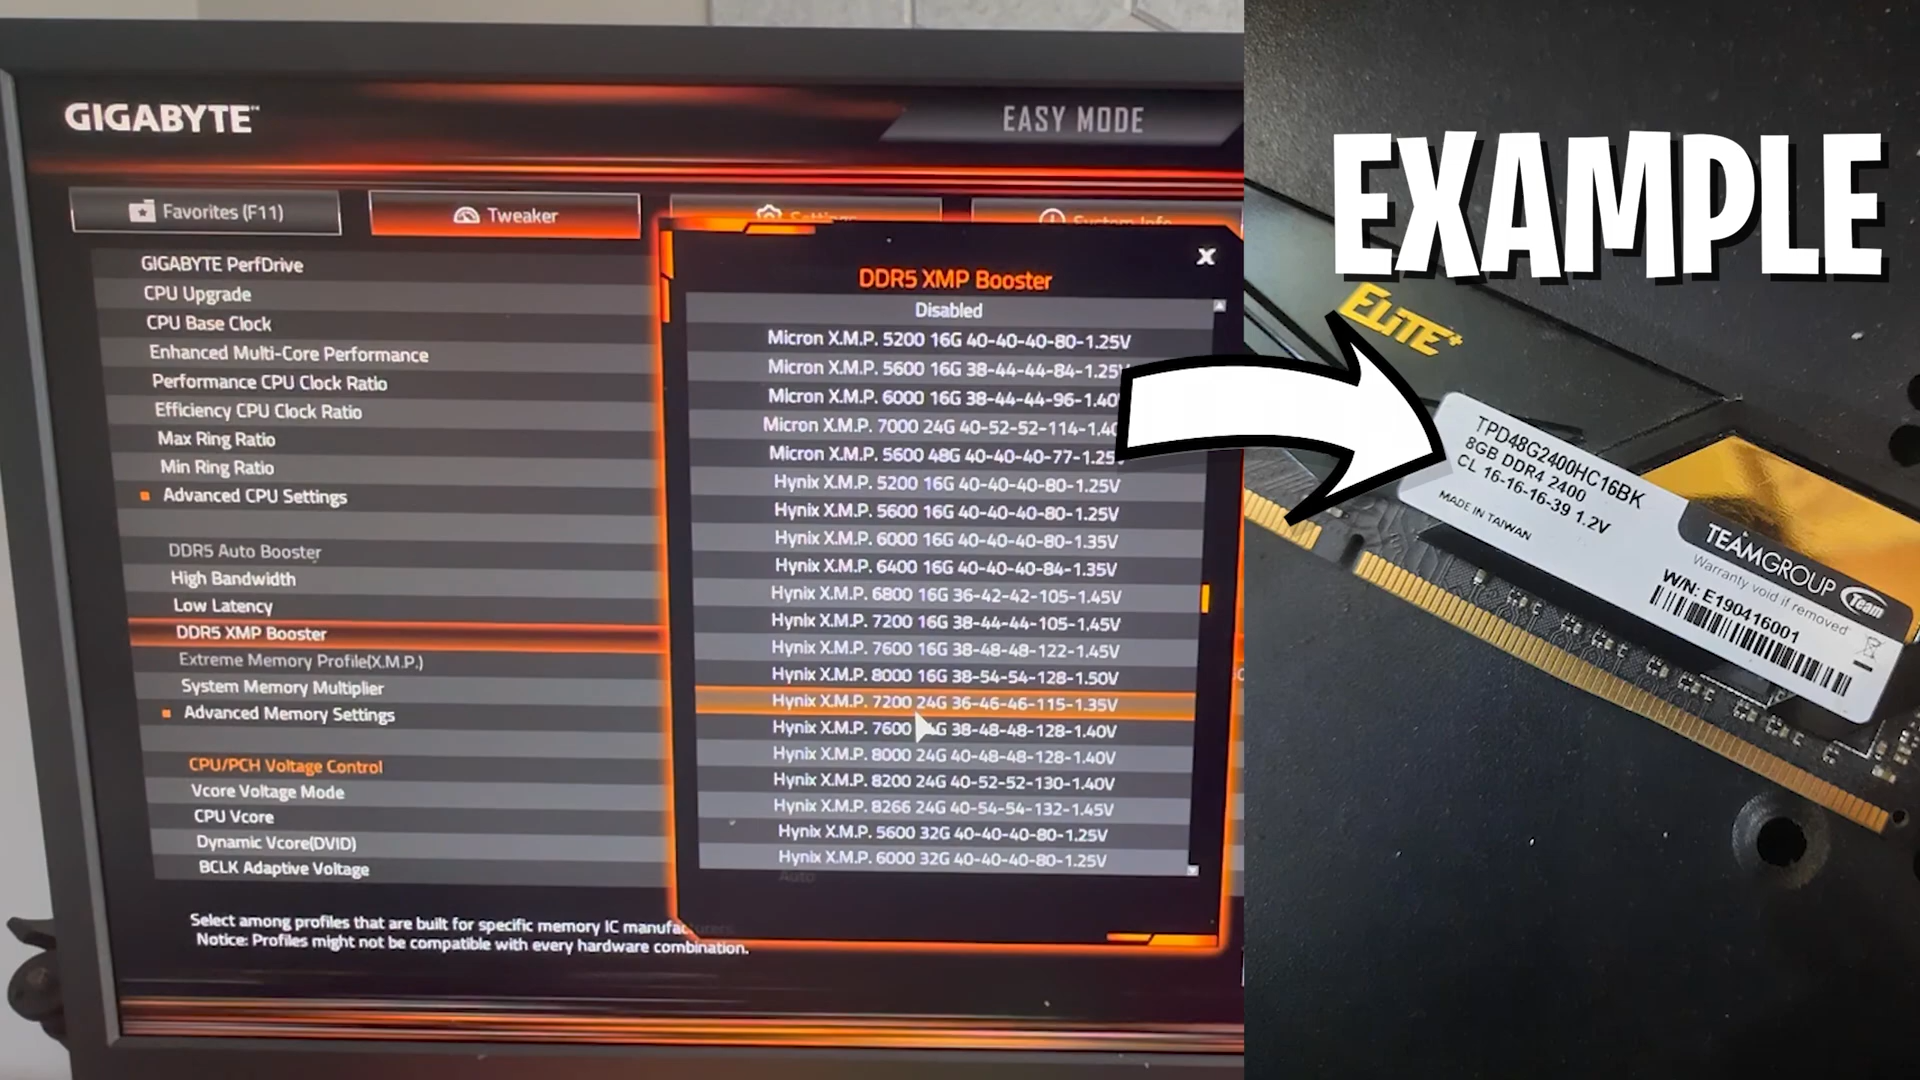 GIGABYTE™
EASY MODE
Favorites (F11)
Tweaker
Settings
System Info
GIGABYTE PerfDrive
CPU Upgrade
CPU Base Clock
Enhanced Multi-Core Performance
Performance CPU Clock Ratio
Efficiency CPU Clock Ratio
Max Ring Ratio
Min Ring Ratio
Advanced CPU Settings
DDR5 Auto Booster
High Bandwidth
Low Latency
DDR5 XMP Booster
Extreme Memory Profile(X.M.P.)
System Memory Multiplier
Advanced Memory Settings
CPU/PCH Voltage Control
Vcore Voltage Mode
CPU Vcore
Dynamic Vcore(DVID)
BCLK Adaptive Voltage
DDR5 XMP Booster
X
Disabled
Micron X.M.P. 5200 16G 40-40-40-80-1.25V
Micron X.M.P. 5600 16G 38-44-44-84-1.25V
Micron X.M.P. 6000 16G 38-44-44-96-1.40
Micron X.M.P. 7000 24G 40-52-52-114-1.40
Micron X.M.P. 5600 48G 40-40-40-77-1.25
Hynix X.M.P. 5200 16G 40-40-40-80-1.25V
Hynix X.M.P. 5600 16G 40-40-40-80-1.25V
Hynix X.M.P. 6000 16G 40-40-40-80-1.35V
Hynix X.M.P. 6400 16G 40-40-40-84-1.35V
Hynix X.M.P. 6800 16G 36-42-42-105-1.45V
Hynix X.M.P. 7200 16G 38-44-44-105-1.45V
Hynix X.M.P. 7600 16G 38-48-48-122-1.45V
Hynix X.M.P. 8000 16G 38-54-54-128-1.50V
Hynix X.M.P. 7200 24G 36-46-46-115-1.35V
Hynix X.M.P. 7600 G 38-48-48-128-1.40V
Hynix X.M.P. 8000 24G 40-48-48-128-1.40V
Hynix X.M.P. 8200 24G 40-52-52-130-1.40V
Hynix X.M.P. 8266 24G 40-54-54-132-1.45V
Hynix X.M.P. 5600 32G 40-40-40-80-1.25V
Hynix X.M.P. 6000 32G 40-40-40-80-1.25V
Auto
Select among profiles that are built for specific memory IC manufacturers
Notice: Profiles might not be compatible with every hardware combination.
EXAMPLE
ELITE+
TPD48G2400HC16BK
8GB DDR4 2400
CL 16-16-16-39 1.2V
MADE IN TAIWAN
TEAMGROUP Team
Warranty void if removed
W/N: E190416001